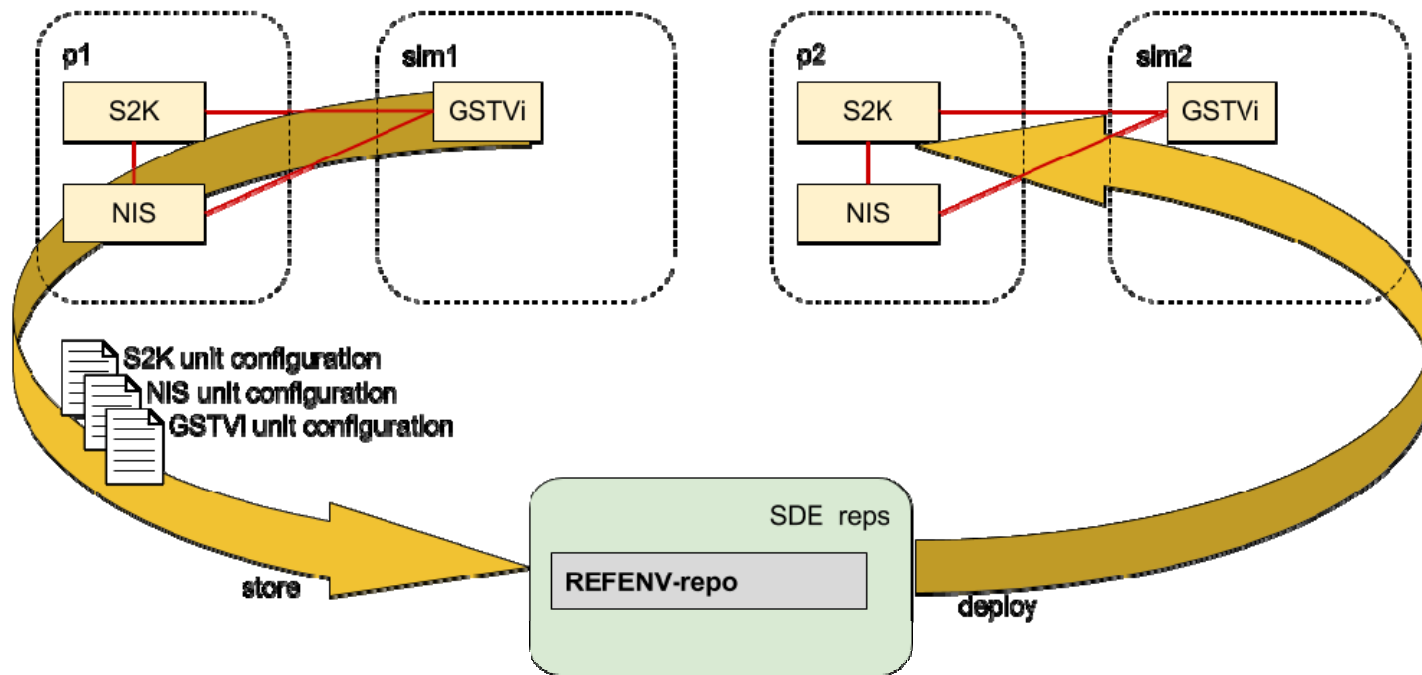 p1
sim1
p2
sim2
S2K
GSTVi
S2K
GSTVi
NIS
NIS
S2K unit configuration
NIS unit configuration
GSTVi unit configuration
SDE reps
REFENV-repo
store
deploy